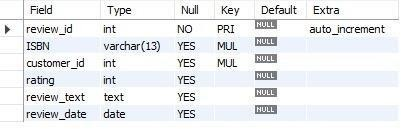 Field Type Null Key Default Extra
review_id int NO PRI NULL auto_increment
ISBN varchar(13) YES MUL NULL
customer_id int YES MUL NULL
rating int YES NULL
review_text text YES NULL
review_date date YES NULL